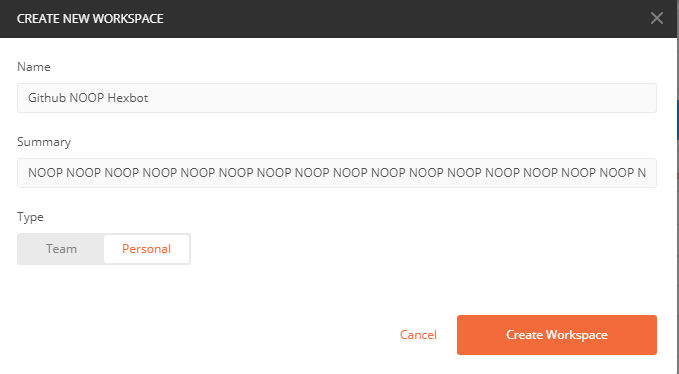 CREATE NEW WORKSPACE
Name
Github NOOP Hexbot
Summary
NOOP NOOP NOOP NOOP NOOP NOOP NOOP NOOP NOOP NOOP NOOP NOOP NOOP NOOP NOOP NOOP N
Type
Team Personal
Cancel Create Workspace